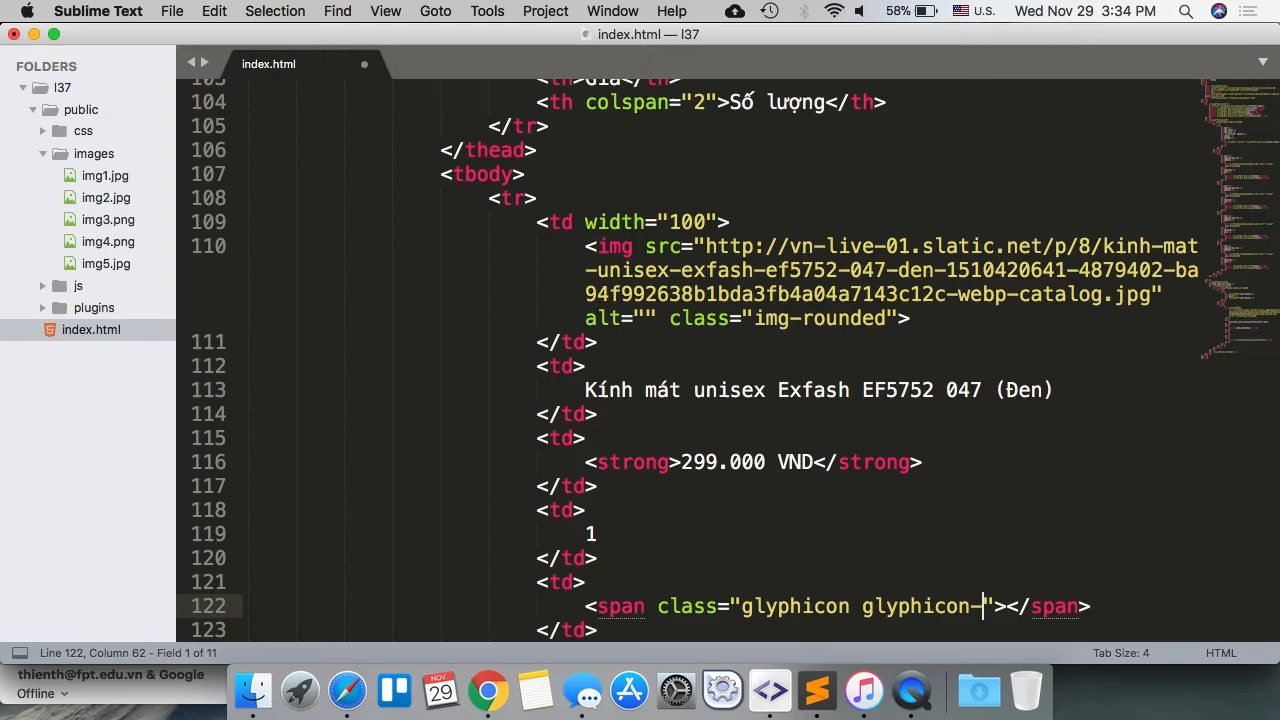 Sublime Text File Edit Selection Find View Goto Tools Project Window Help 58% U.S. Wed Nov 29 3:34 PM
index.html — l37
FOLDERS
l37
public
css
images
img1.jpg
img2.jpg
img3.png
img4.png
img5.jpg
js
plugins
index.html
index.html
103 <th>Giá</th>
104 <th colspan="2">Số lượng</th>
105 </tr>
106 </thead>
107 <tbody>
108 <tr>
109 <td width="100">
110 <img src="http://vn-live-01.slatic.net/p/8/kinh-mat
-unisex-exfash-ef5752-047-den-1510420641-4879402-ba
94f992638b1bda3fb4a04a7143c12c-webp-catalog.jpg"
alt="" class="img-rounded">
111 </td>
112 <td>
113 Kính mát unisex Exfash EF5752 047 (Đen)
114 </td>
115 <td>
116 <strong>299.000 VND</strong>
117 </td>
118 <td>
119 1
120 </td>
121 <td>
122 <span class="glyphicon glyphicon-"></span>
123 </td>
Line 122, Column 62 - Field 1 of 11 Tab Size: 4 HTML
thienth@fpt.edu.vn & Google
Offline
NOV
29